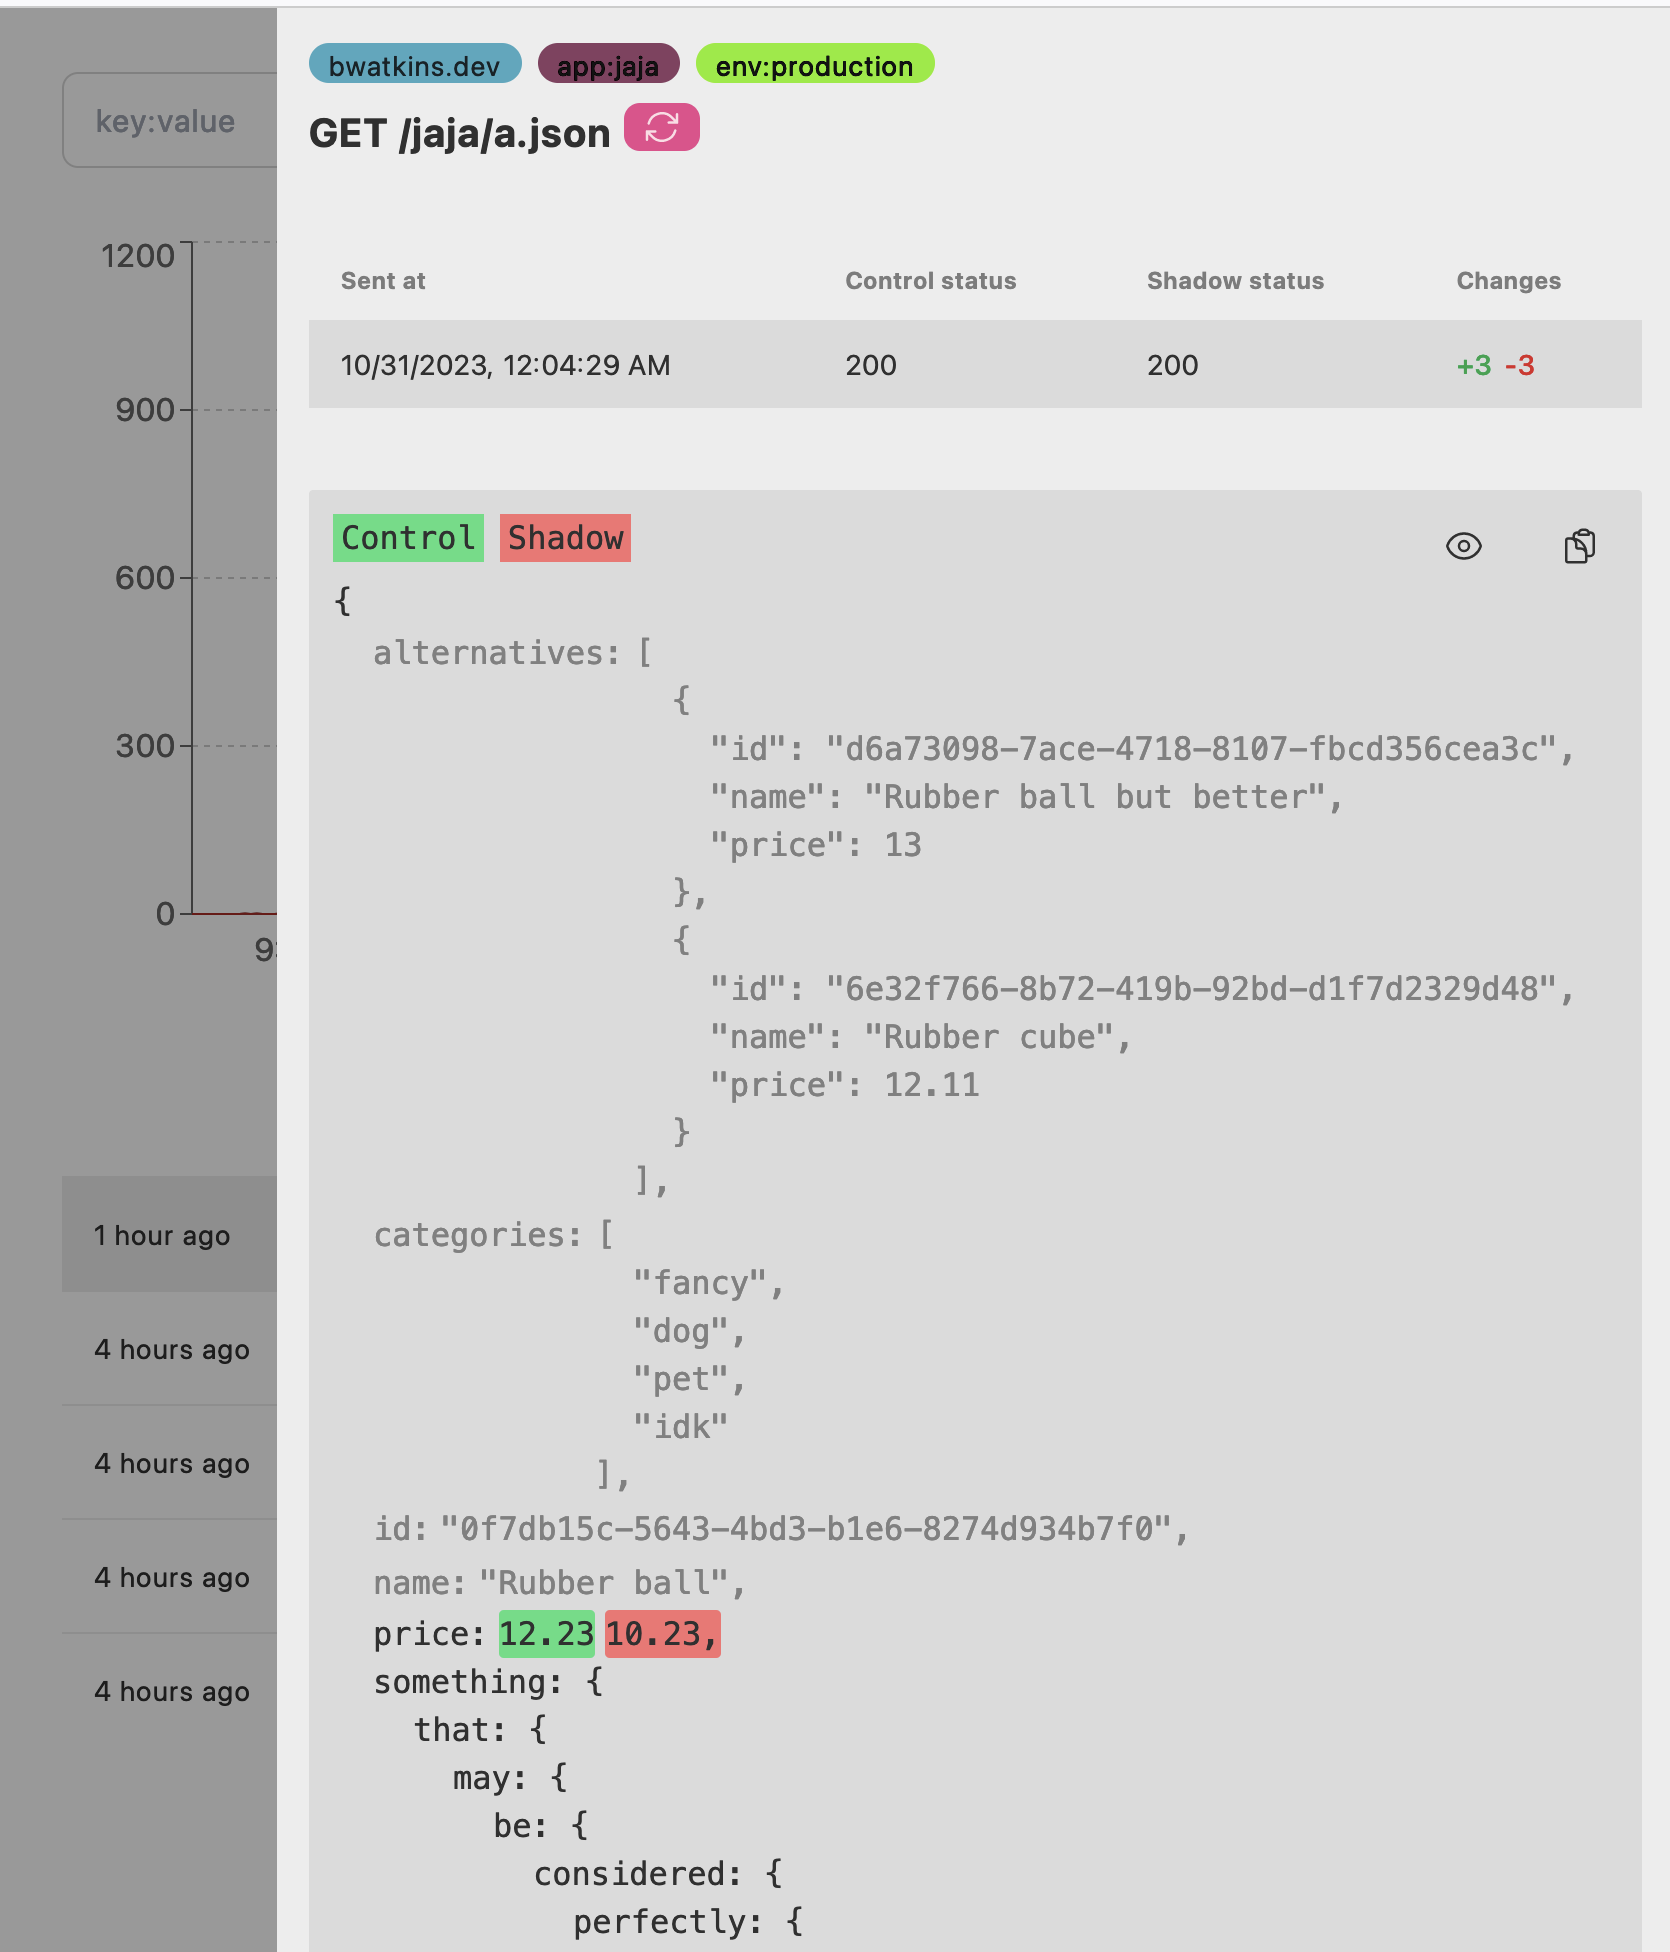 key:value
1200
900
600
300
0
1 hour ago
4 hours ago
4 hours ago
4 hours ago
4 hours ago
bwatkins.dev app:jaja env:production
GET /jaja/a.json
Sent at Control status Shadow status Changes
10/31/2023, 12:04:29 AM 200 200 +3 -3
Control Shadow
{
alternatives: [
{
"id": "d6a73098-7ace-4718-8107-fbcd356cea3c",
"name": "Rubber ball but better",
"price": 13
},
{
"id": "6e32f766-8b72-419b-92bd-d1f7d2329d48",
"name": "Rubber cube",
"price": 12.11
}
],
categories: [
"fancy",
"dog",
"pet",
"idk"
],
id: "0f7db15c-5643-4bd3-b1e6-8274d934b7f0",
name: "Rubber ball",
price: 12.23 10.23,
something: {
that: {
may: {
be: {
considered: {
perfectly: {